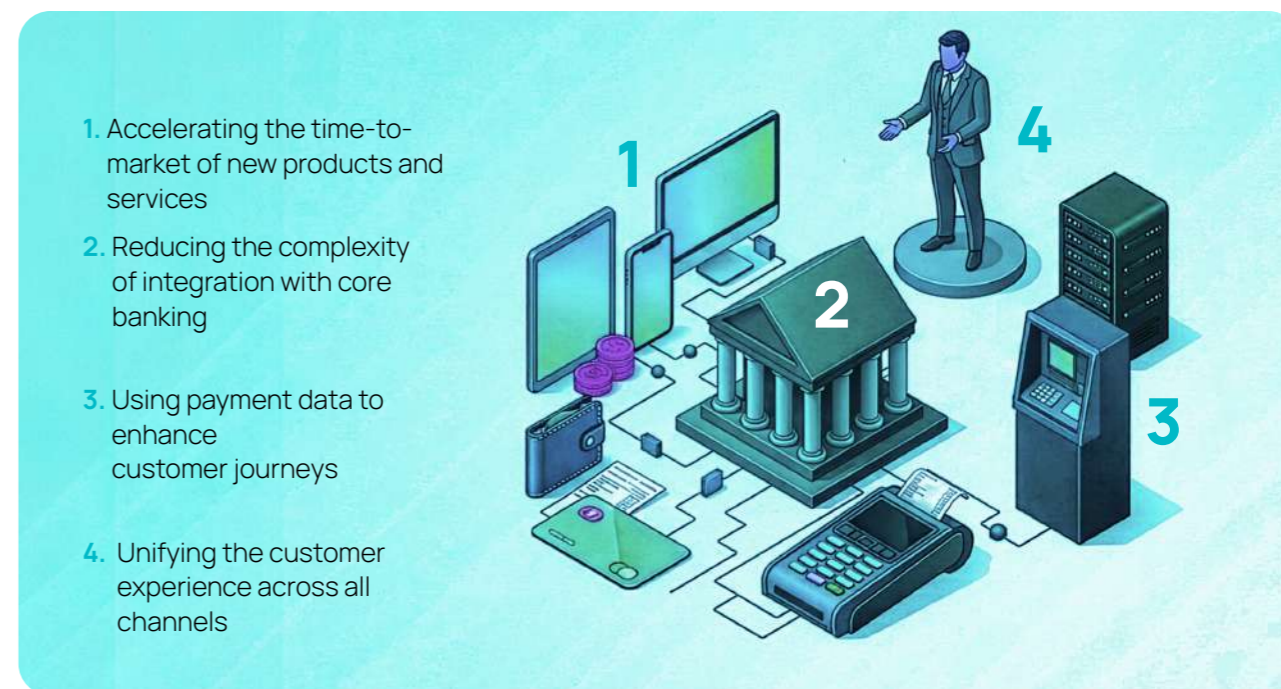 1. Accelerating the time-to-
market of new products and
services
2. Reducing the complexity
of integration with core
banking
3. Using payment data to
enhance
customer journeys
4. Unifying the customer
experience across all
channels
1
2
3
4